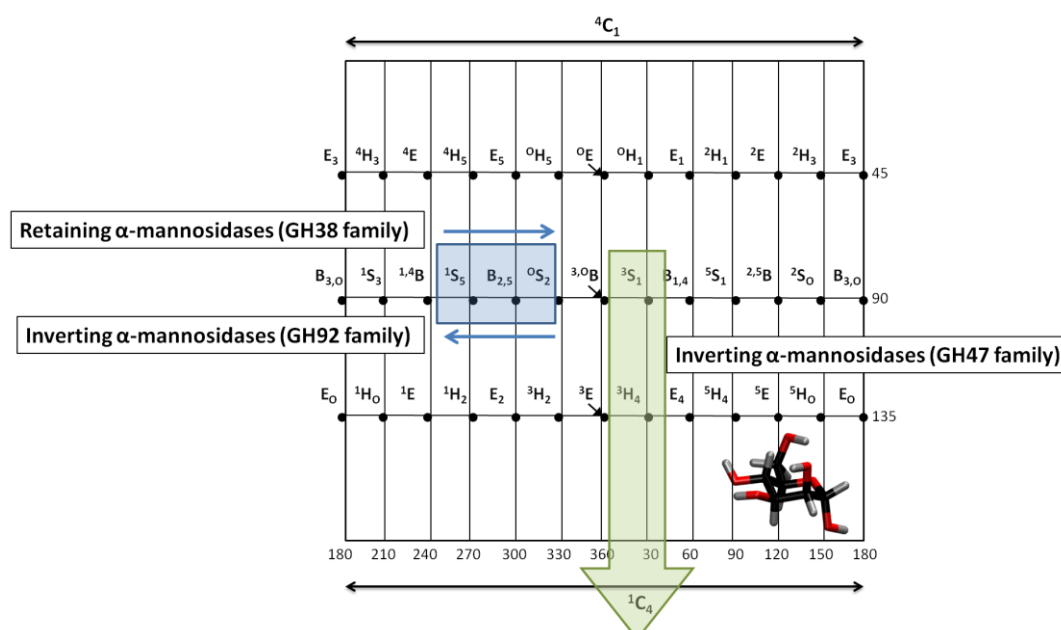 ⁴C₁
E₃ ⁴H₃ ⁴E ⁴H₅ E₅ ᴼH₅ ᴼE ᴼH₁ E₁ ²H₁ ²E ²H₃ E₃
45
Retaining α-mannosidases (GH38 family)
B₃,ₒ ¹S₃ ¹,⁴B ¹S₅ B₂,₅ ᴼS₂ ³,ᴼB ³S₁ B₁,₄ ⁵S₁ ²,⁵B ²Sₒ B₃,ₒ
90
Inverting α-mannosidases (GH92 family)
Inverting α-mannosidases (GH47 family)
Eₒ ¹Hₒ ¹E ¹H₂ E₂ ³H₂ ³E ³H₄ E₄ ⁵H₄ ⁵E ⁵Hₒ Eₒ
135
180 210 240 270 300 330 360 30 60 90 120 150 180
¹C₄